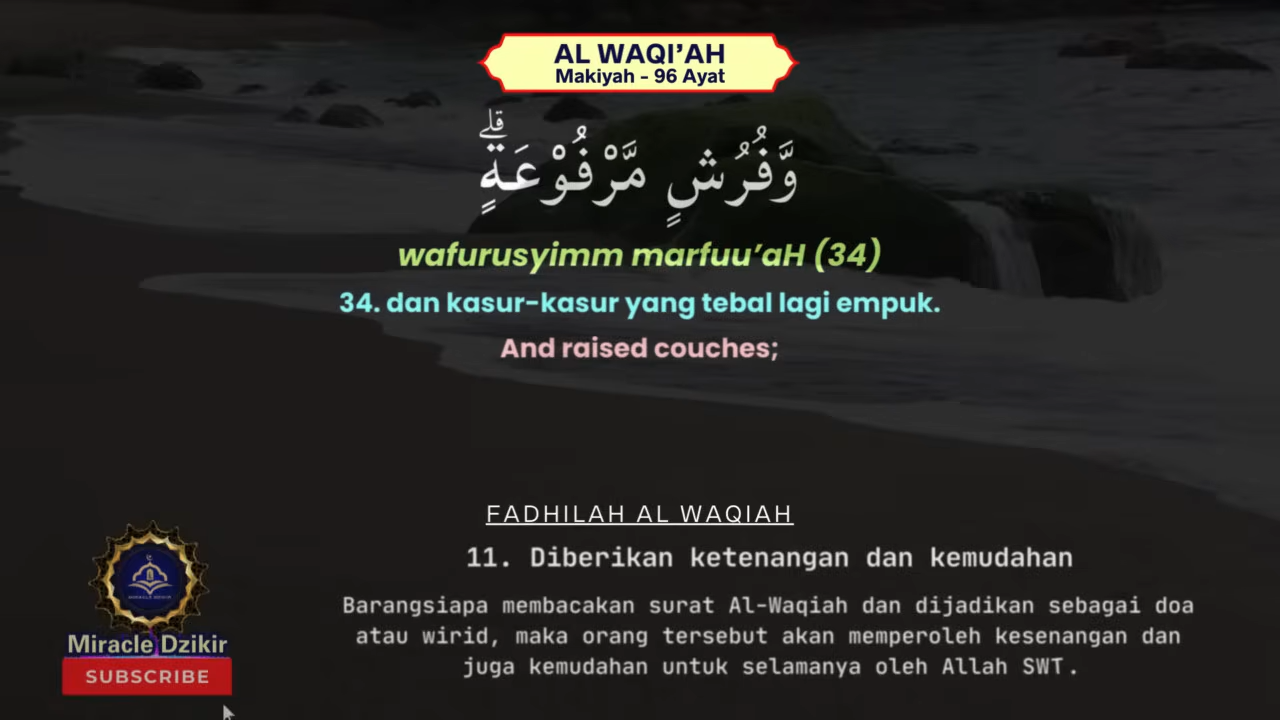 AL WAQI’AH
Makiyah - 96 Ayat
وَّفُرُشٍ مَّرْفُوْعَةٍۗ
wafurusyimm marfuu’aH (34)
34. dan kasur-kasur yang tebal lagi empuk.
And raised couches;
FADHILAH AL WAQIAH
11. Diberikan ketenangan dan kemudahan
Barangsiapa membacakan surat Al-Waqiah dan dijadikan sebagai doa
atau wirid, maka orang tersebut akan memperoleh kesenangan dan
juga kemudahan untuk selamanya oleh Allah SWT.
MIRACLE DZIKIR
Miracle Dzikir
SUBSCRIBE